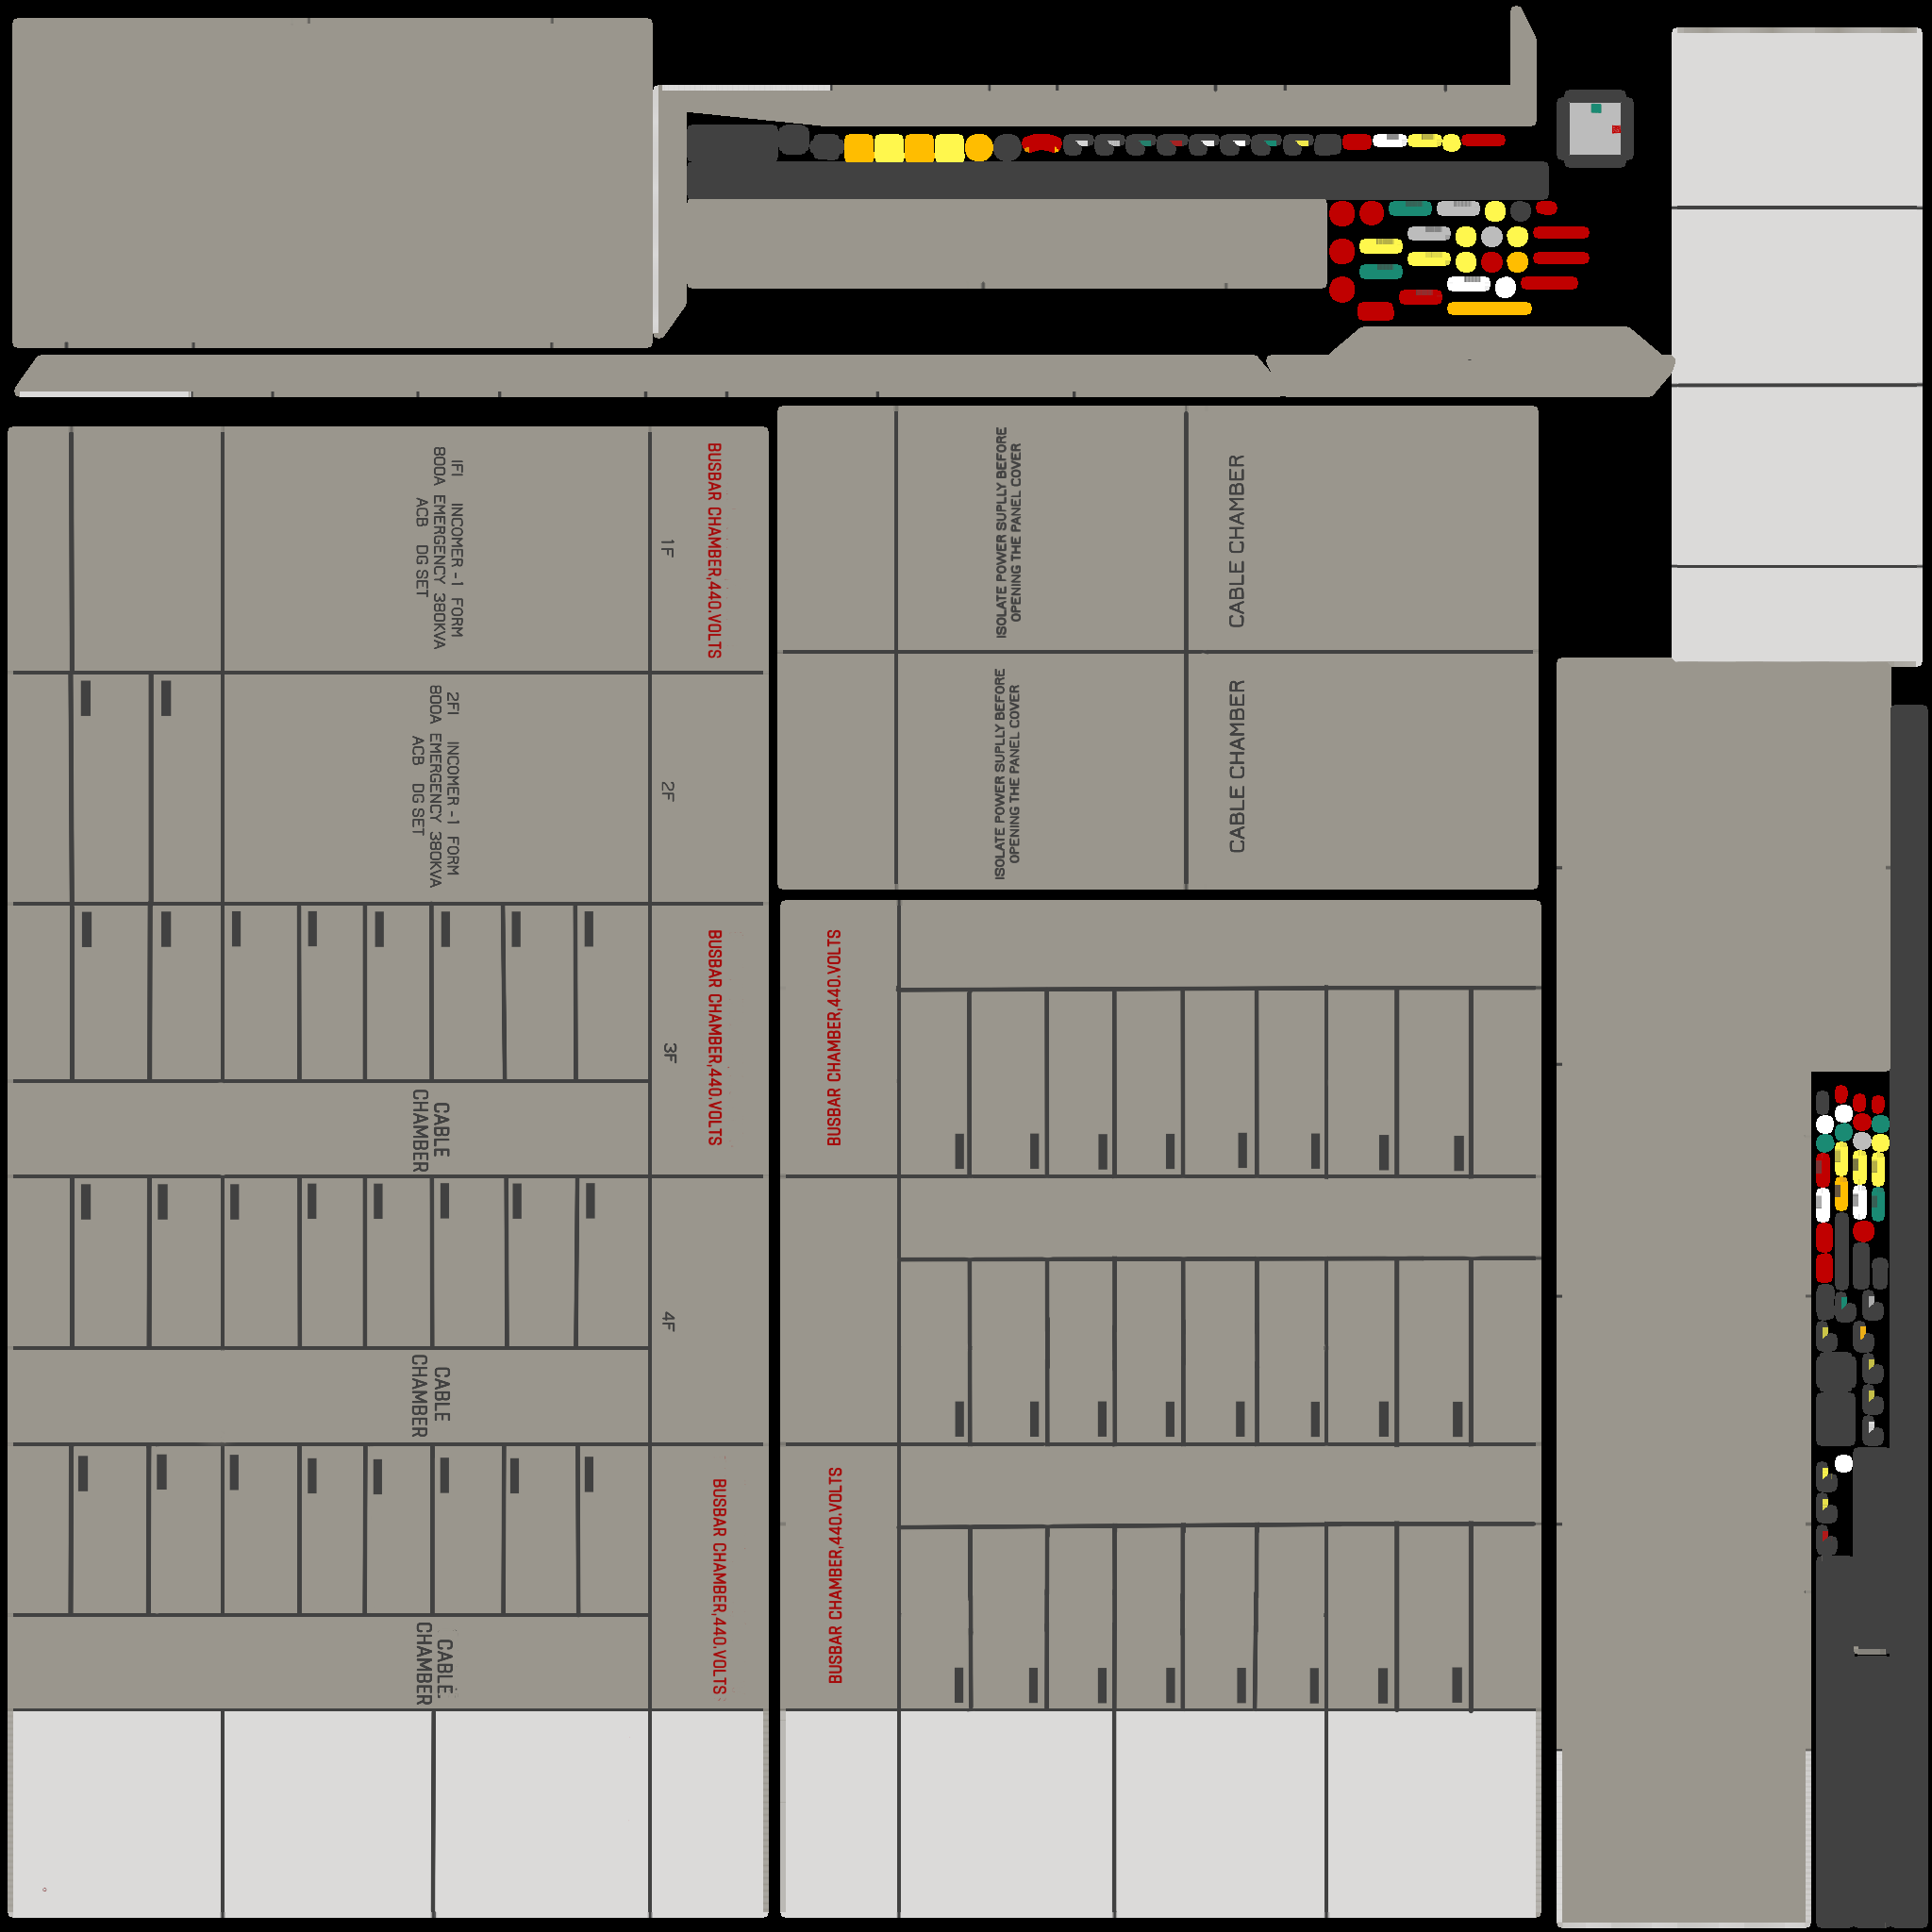 1F1 INCOMER -1 FORM
800A EMERGENCY 380KVA
ACB DG SET
1F
BUSBAR CHAMBER,440.VOLTS
2F1 INCOMER -1 FORM
800A EMERGENCY 380KVA
ACB DG SET
2F
3F
BUSBAR CHAMBER,440.VOLTS
CABLE
CHAMBER
4F
CABLE
CHAMBER
BUSBAR CHAMBER,440.VOLTS
CABLE.
CHAMBER
ISOLATE POWER SUPLLY BEFORE
OPENING THE PANEL COVER
CABLE CHAMBER
ISOLATE POWER SUPLLY BEFORE
OPENING THE PANEL COVER
CABLE CHAMBER
BUSBAR CHAMBER,440.VOLTS
BUSBAR CHAMBER,440.VOLTS